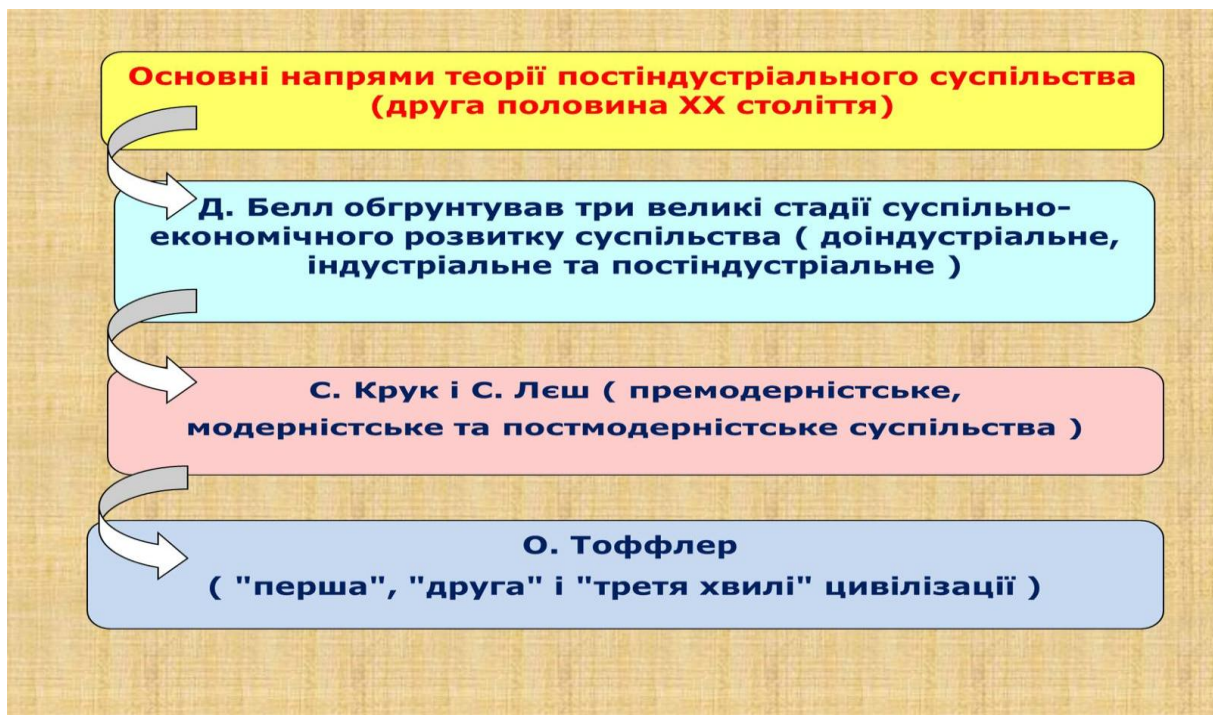 Основні напрями теорії постіндустріального суспільства
(друга половина ХХ століття)
Д. Белл обгрунтував три великі стадії суспільно-
економічного розвитку суспільства ( доіндустріальне,
індустріальне та постіндустріальне )
С. Крук і С. Лєш ( премодерністське,
модерністське та постмодерністське суспільства )
О. Тоффлер
( "перша", "друга" і "третя хвилі" цивілізації )